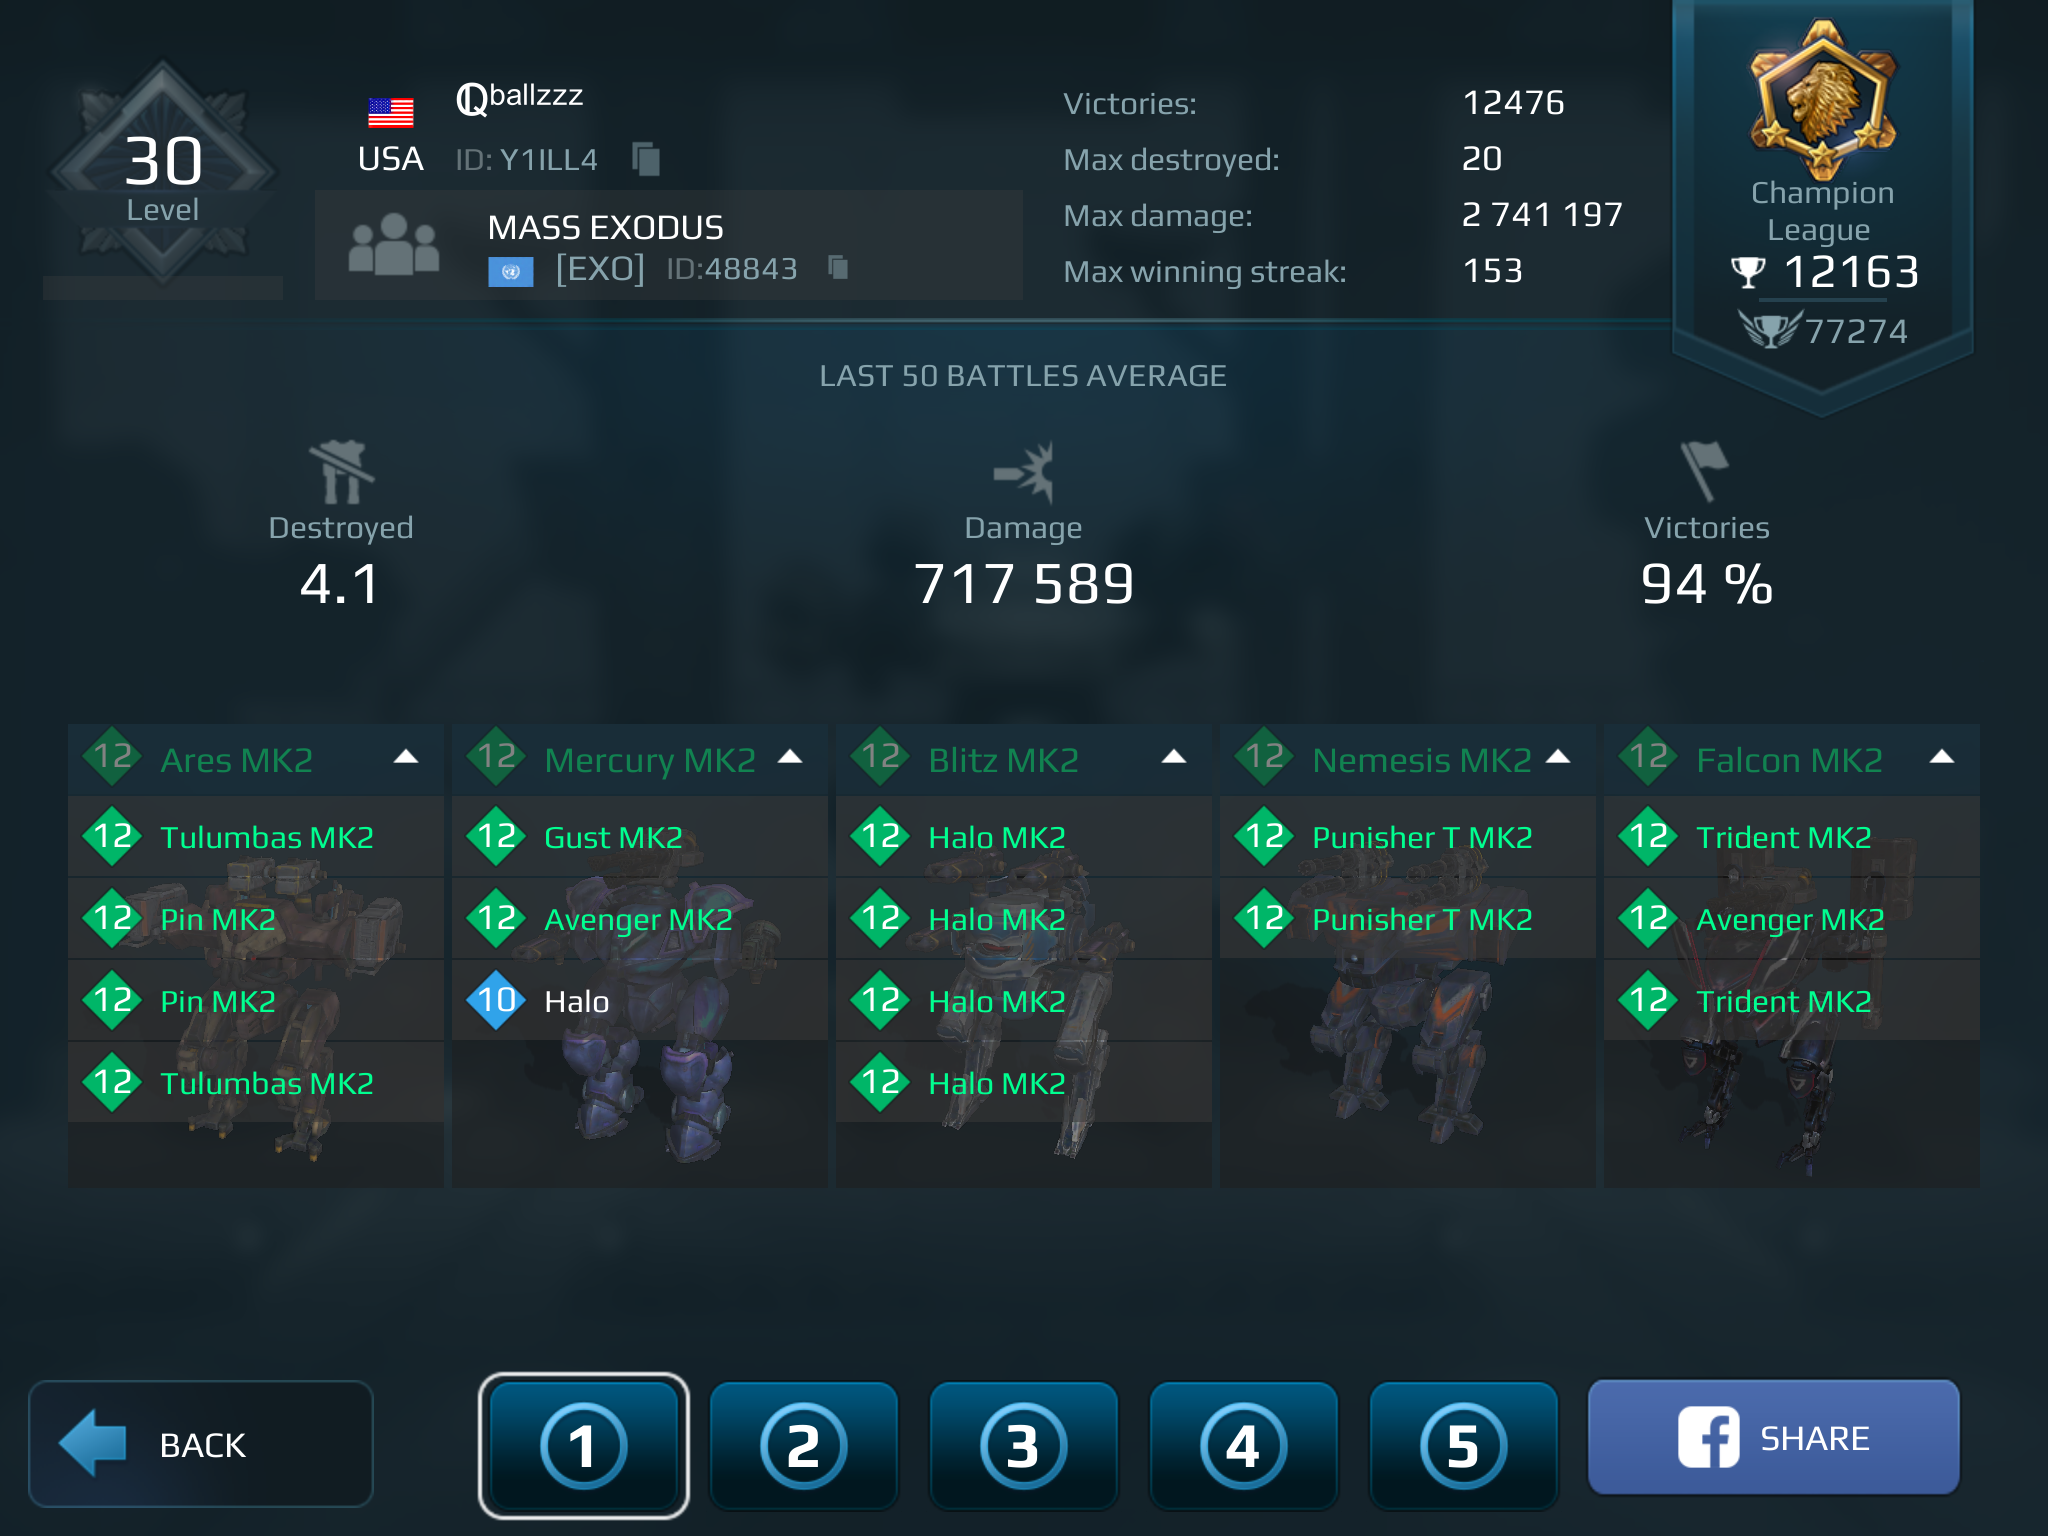 30
Level
USA
Qballzzz
ID: Y1ILL4
MASS EXODUS
[EXO] ID:48843
Victories: 12476
Max destroyed: 20
Max damage: 2 741 197
Max winning streak: 153
Champion
League
12163
77274
LAST 50 BATTLES AVERAGE
Destroyed
4.1
Damage
717 589
Victories
94 %
12 Ares MK2
12 Tulumbas MK2
12 Pin MK2
12 Pin MK2
12 Tulumbas MK2
12 Mercury MK2
12 Gust MK2
12 Avenger MK2
10 Halo
12 Blitz MK2
12 Halo MK2
12 Halo MK2
12 Halo MK2
12 Halo MK2
12 Nemesis MK2
12 Punisher T MK2
12 Punisher T MK2
12 Falcon MK2
12 Trident MK2
12 Avenger MK2
12 Trident MK2
BACK
1
2
3
4
5
SHARE